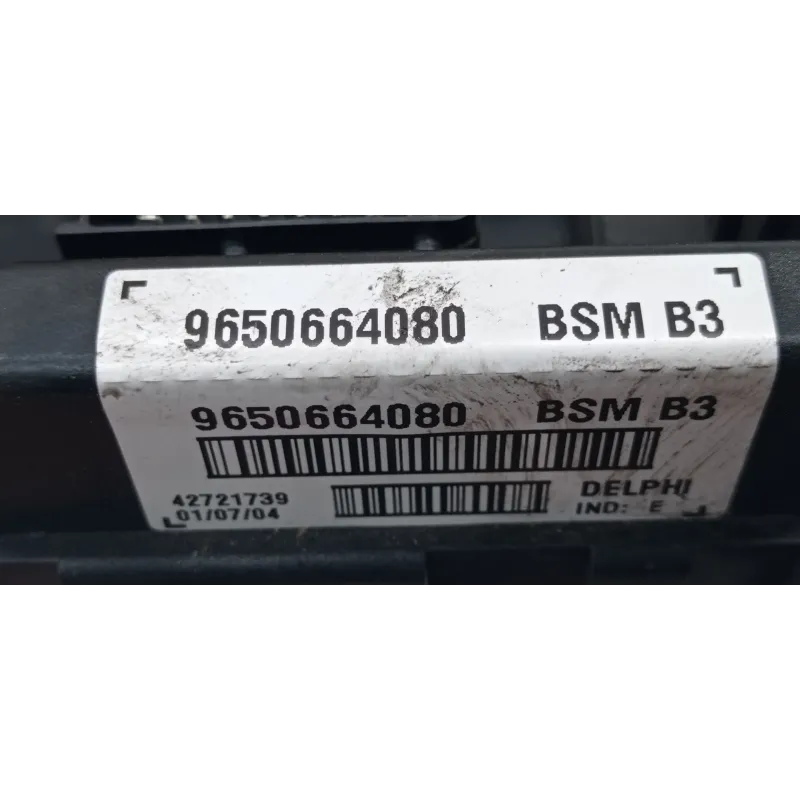 9650664080 BSM B3
9650664080 BSM B3
42721739 DELPHI
01/07/04 IND: E